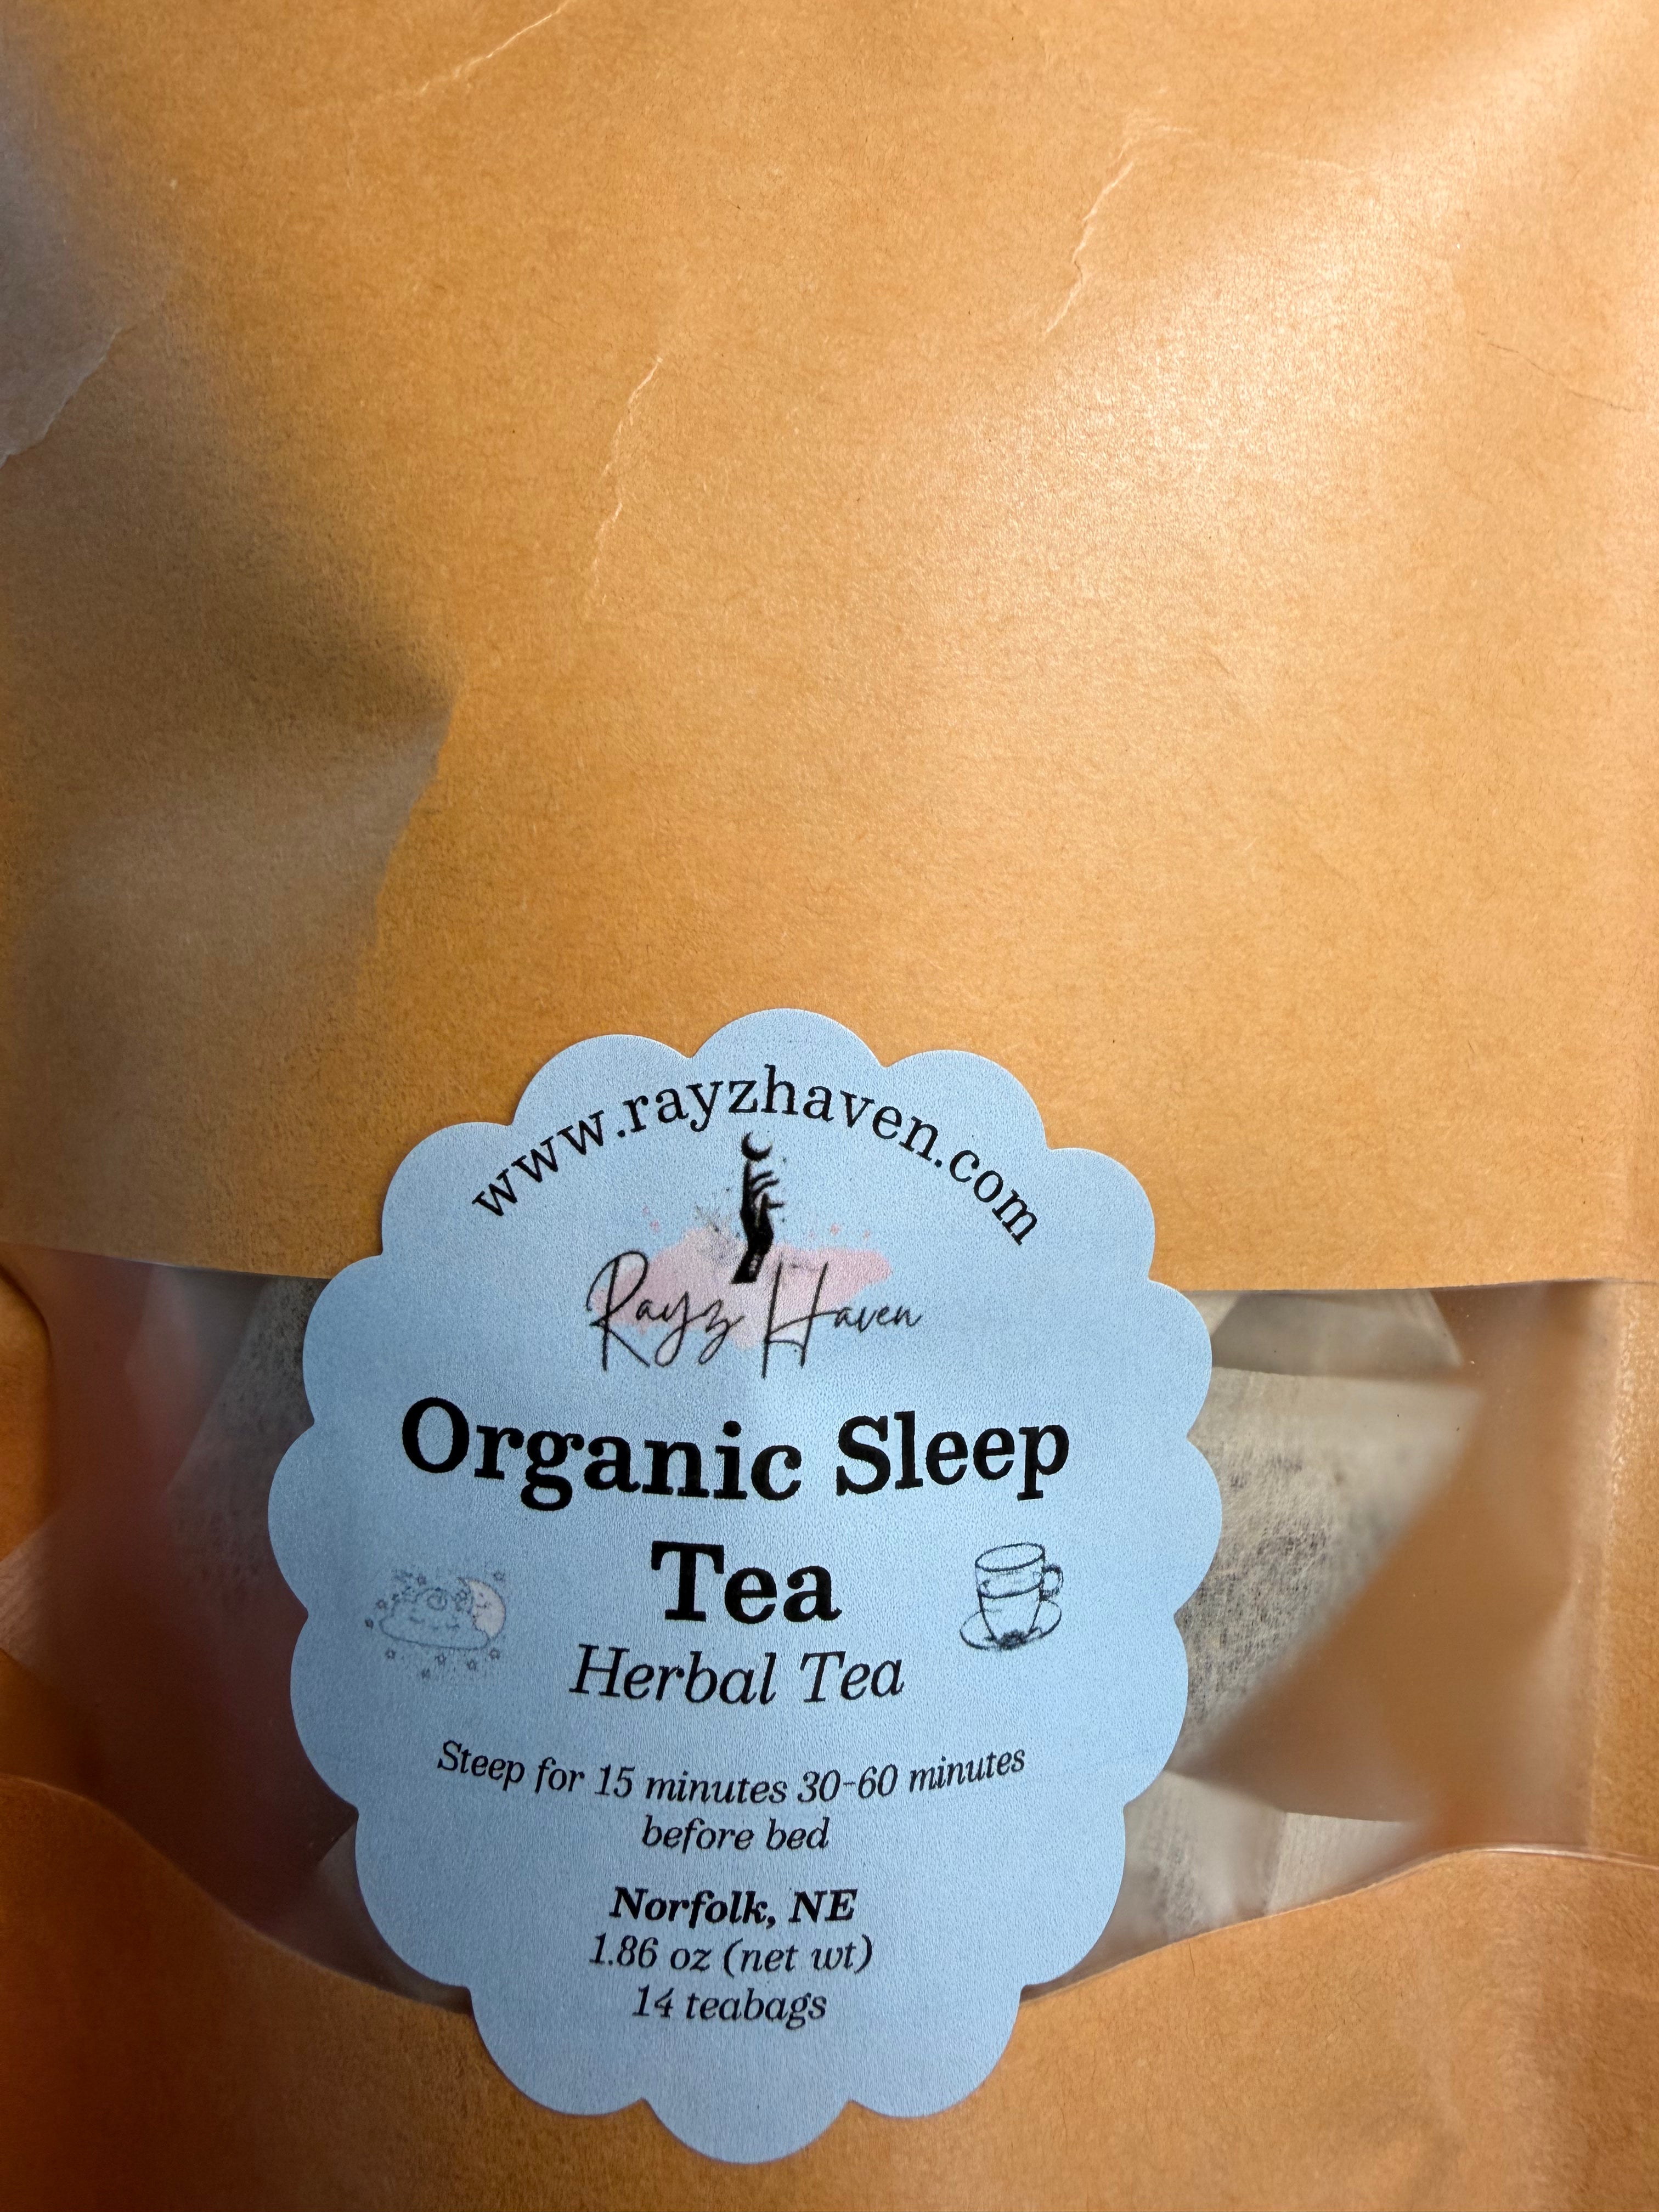 www.rayzhaven.com
Rayz Haven
Organic Sleep
Tea
Herbal Tea
Steep for 15 minutes 30-60 minutes
before bed
Norfolk, NE
1.86 oz (net wt)
14 teabags